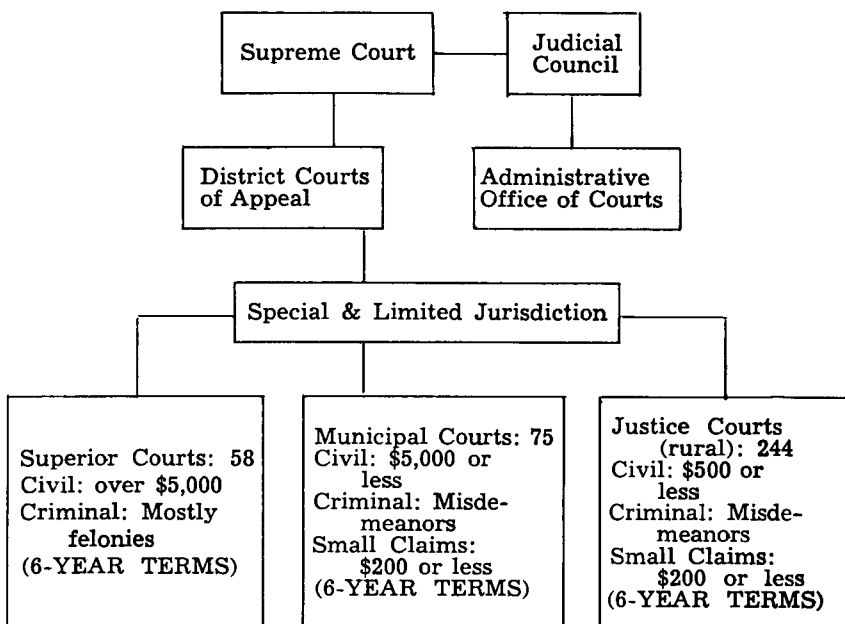 Supreme Court
Judicial
Council
District Courts
of Appeal
Administrative
Office of Courts
Special & Limited Jurisdiction
Superior Courts: 58
Civil: over $5,000
Criminal: Mostly
felonies
(6-YEAR TERMS)
Municipal Courts: 75
Civil: $5,000 or
less
Criminal: Misde-
meanors
Small Claims:
$200 or less
(6-YEAR TERMS)
Justice Courts
(rural): 244
Civil: $500 or
less
Criminal: Misde-
meanors
Small Claims:
$200 or less
(6-YEAR TERMS)